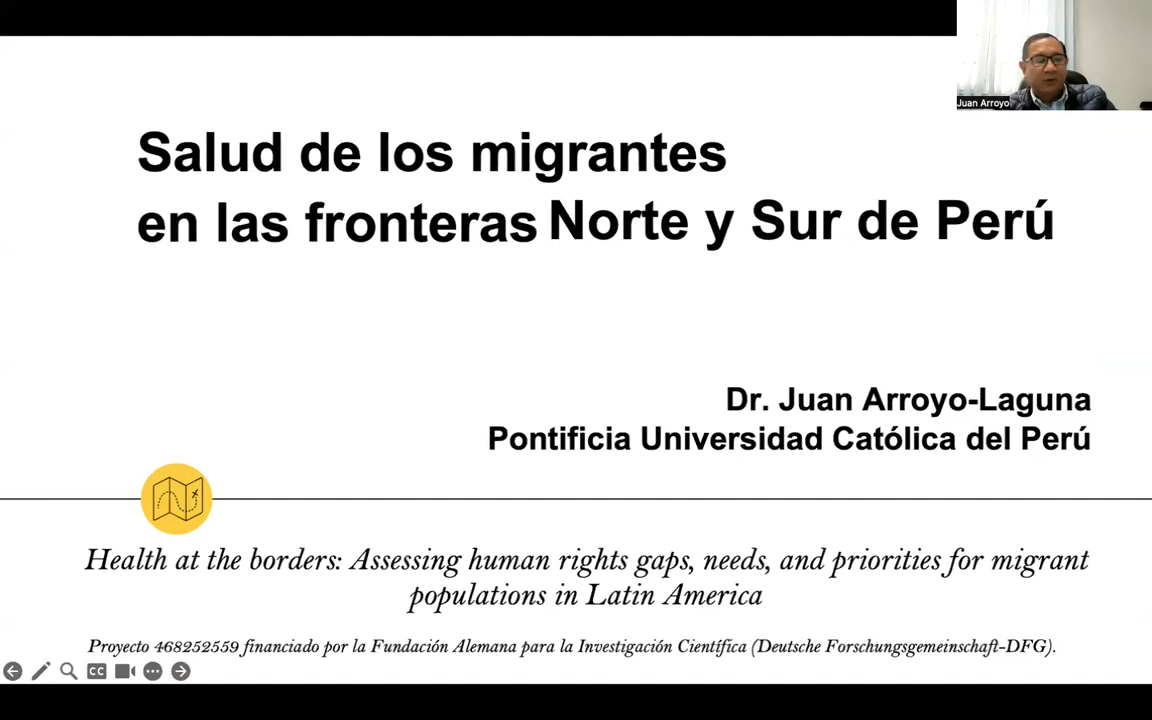 Juan Arroyo
Salud de los migrantes
en las fronteras Norte y Sur de Perú
Dr. Juan Arroyo-Laguna
Pontificia Universidad Católica del Perú
Health at the borders: Assessing human rights gaps, needs, and priorities for migrant
populations in Latin America
Proyecto 468252559 financiado por la Fundación Alemana para la Investigación Científica (Deutsche Forschungsgemeinschaft-DFG).
CC